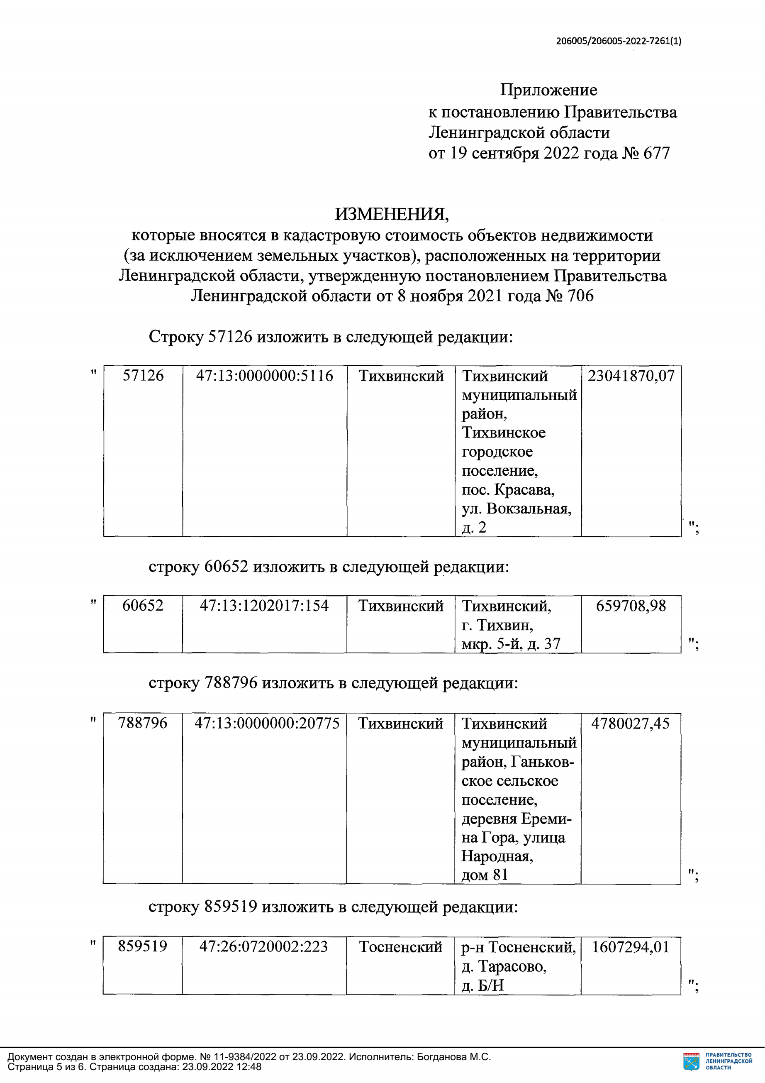 206005/206005-2022-7261(1)
Приложение
к постановлению Правительства
Ленинградской области
от 19 сентября 2022 года № 677
ИЗМЕНЕНИЯ,
которые вносятся в кадастровую стоимость объектов недвижимости
(за исключением земельных участков), расположенных на территории
Ленинградской области, утвержденную постановлением Правительства
Ленинградской области от 8 ноября 2021 года № 706
Строку 57126 изложить в следующей редакции:
" 57126 47:13:0000000:5116 Тихвинский Тихвинский 23041870,07
муниципальный
район,
Тихвинское
городское
поселение,
пос. Красава,
ул. Вокзальная,
д. 2 ";
строку 60652 изложить в следующей редакции:
" 60652 47:13:1202017:154 Тихвинский Тихвинский, 659708,98
г. Тихвин,
мкр. 5-й, д. 37 ";
строку 788796 изложить в следующей редакции:
" 788796 47:13:0000000:20775 Тихвинский Тихвинский 4780027,45
муниципальный
район, Ганьков-
ское сельское
поселение,
деревня Ереми-
на Гора, улица
Народная,
дом 81 ";
строку 859519 изложить в следующей редакции:
" 859519 47:26:0720002:223 Тосненский р-н Тосненский, 1607294,01
д. Тарасово,
д. Б/Н ";
Документ создан в электронной форме. № 11-9384/2022 от 23.09.2022. Исполнитель: Богданова М.С.
Страница 5 из 6. Страница создана: 23.09.2022 12:48
ПРАВИТЕЛЬСТВО
ЛЕНИНГРАДСКОЙ
ОБЛАСТИ